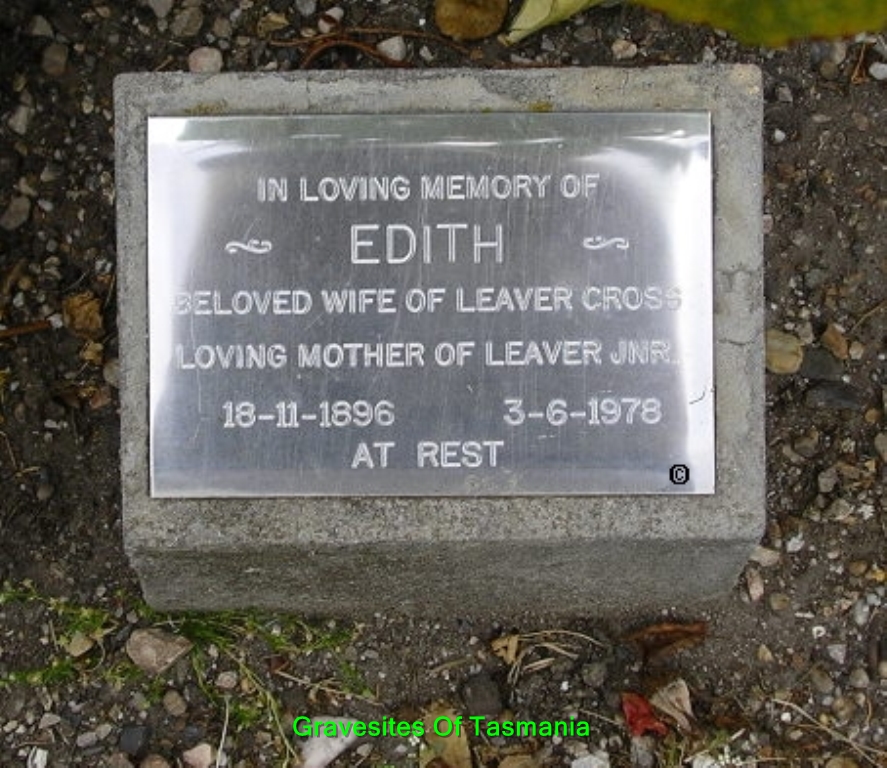 IN LOVING MEMORY OF
EDITH
BELOVED WIFE OF LEAVER CROSS
LOVING MOTHER OF LEAVER JNR.
18-11-1896 3-6-1978
AT REST
©
Gravesites Of Tasmania